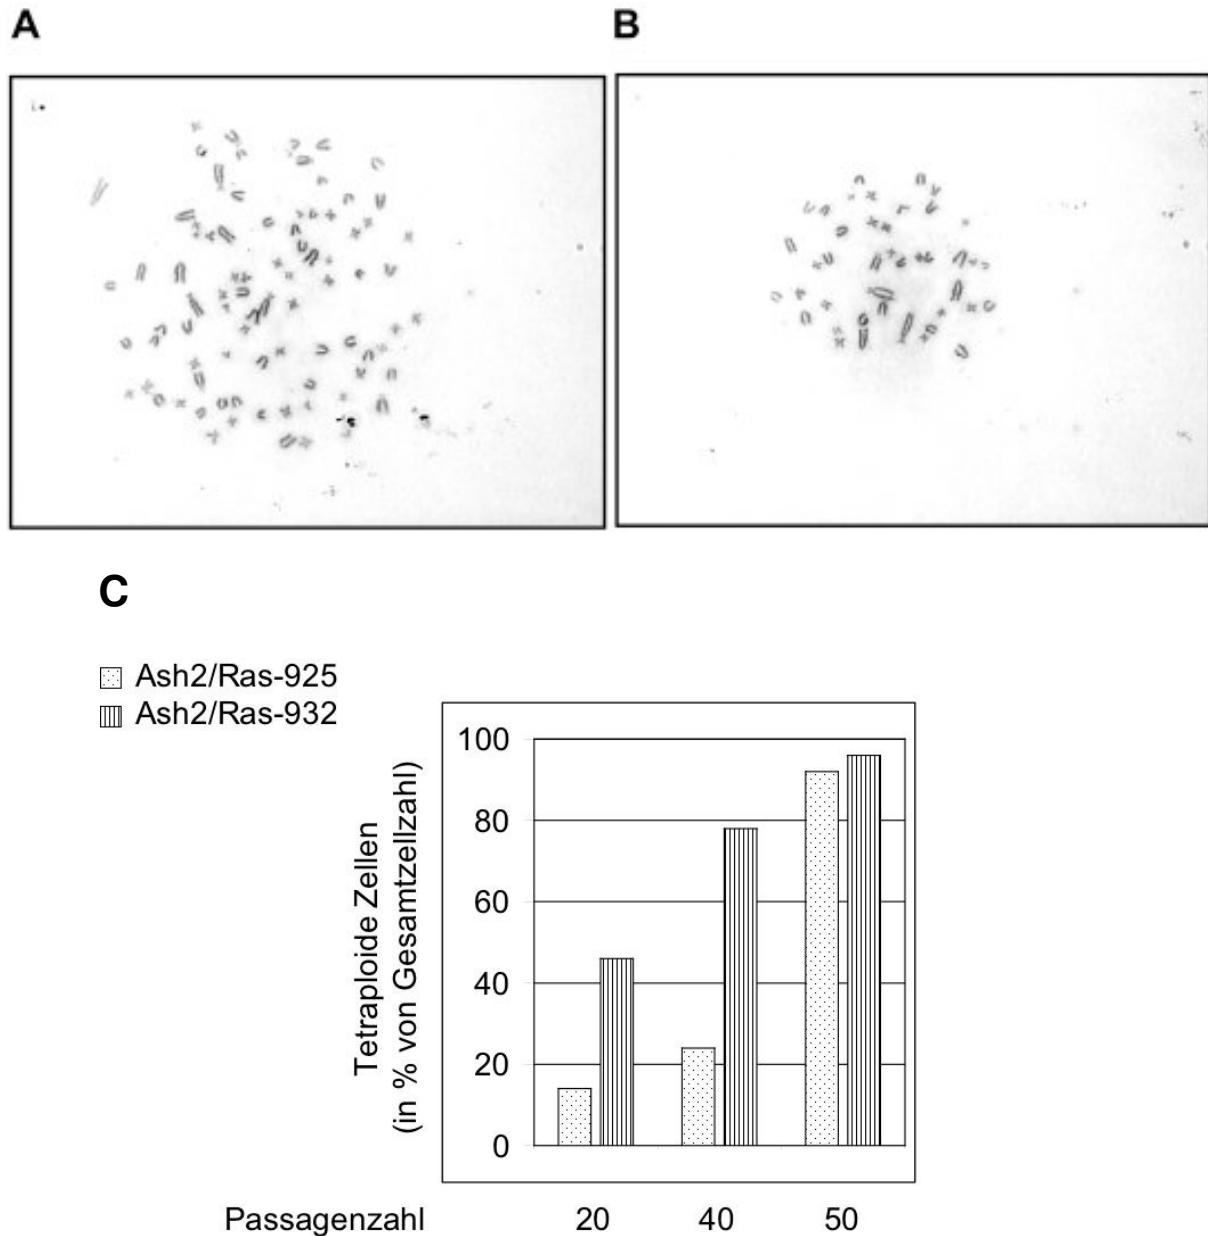 A
B
C
Ash2/Ras-925
Ash2/Ras-932
Tetraploide Zellen
(in % von Gesamtzellzahl)
100
80
60
40
20
0
Passagenzahl 20 40 50